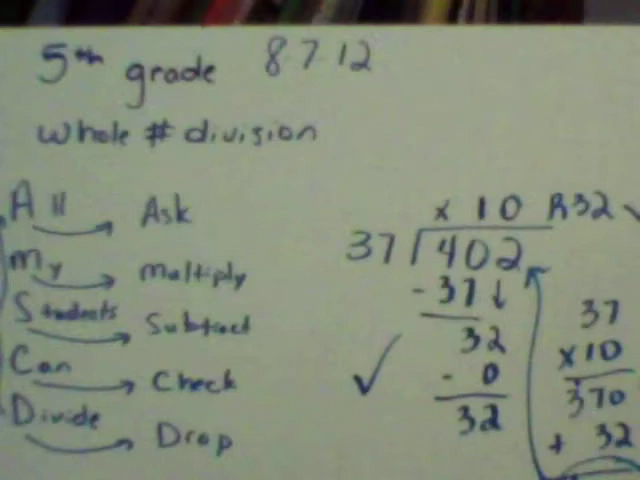 5th grade 8.7.12
Whole # division
All → Ask
My → Multiply
Students → Subtract
Can → Check
Divide → Drop
x 10 R32 ✓
37 402
- 37 ↓
32
- 0
32
✓
37
x10
370
+ 32